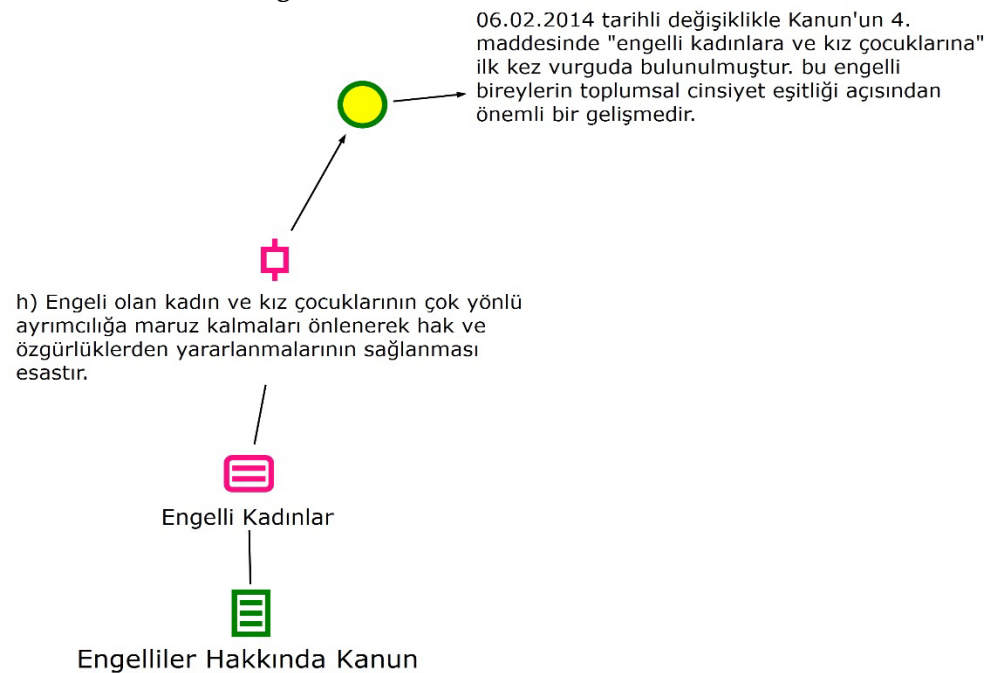 06.02.2014 tarihli değişiklikle Kanun'un 4.
maddesinde "engelli kadınlara ve kız çocuklarına"
ilk kez vurguda bulunulmuştur. bu engelli
bireylerin toplumsal cinsiyet eşitliği açısından
önemli bir gelişmedir.
h) Engeli olan kadın ve kız çocuklarının çok yönlü
ayrımcılığa maruz kalmaları önlenerek hak ve
özgürlüklerden yararlanmalarının sağlanması
esastır.
Engelli Kadınlar
Engelliler Hakkında Kanun